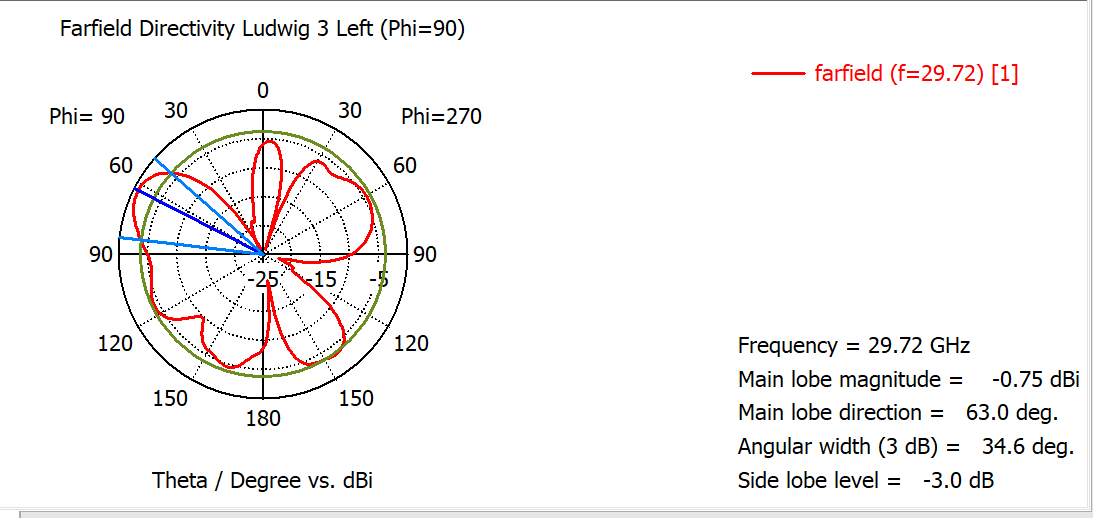 Farfield Directivity Ludwig 3 Left (Phi=90)
farfield (f=29.72) [1]
0
Phi= 90
30
30
Phi=270
60
60
90
90
-25
-15
-5
120
120
150
150
180
Theta / Degree vs. dBi
Frequency = 29.72 GHz
Main lobe magnitude = -0.75 dBi
Main lobe direction = 63.0 deg.
Angular width (3 dB) = 34.6 deg.
Side lobe level = -3.0 dB